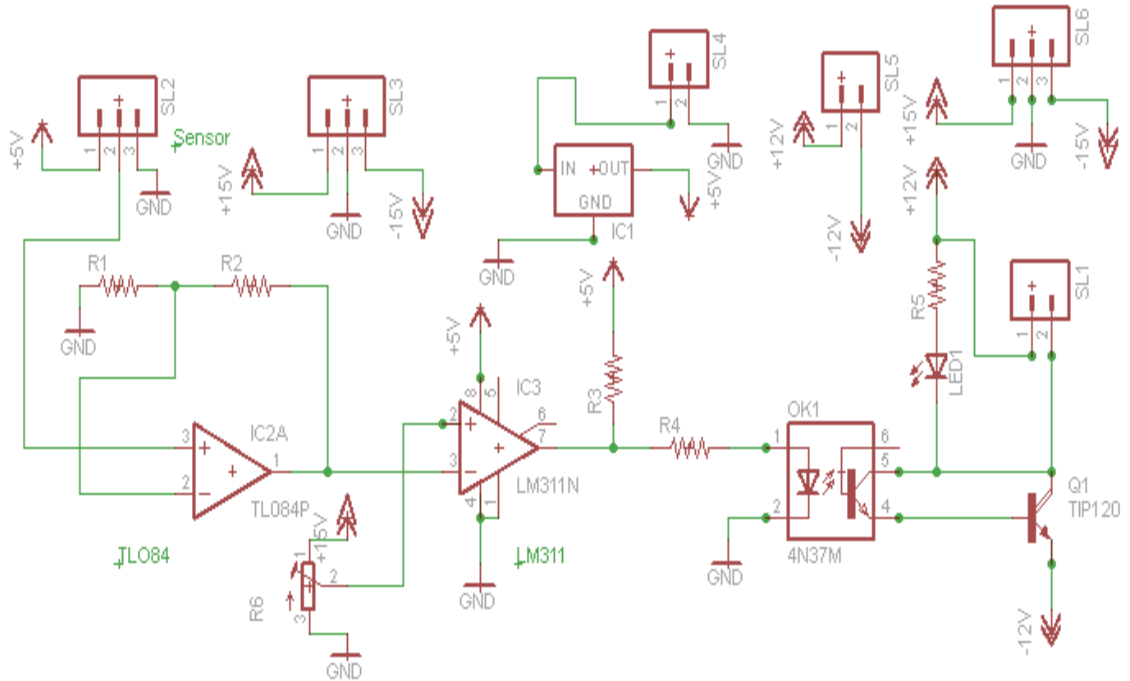 SL2
1
2
3
+5V
Sensor
GND
SL3
1
2
3
+15V
GND
-15V
SL4
1
2
GND
IN
OUT
GND
IC1
+5V
GND
SL5
1
2
+12V
-12V
SL6
1
2
3
+15V
GND
-15V
+12V
R5
LED1
SL1
1
2
R1
R2
GND
3
2
1
IC2A
TL084P
TLO84
+5V
8
5
IC3
6
7
2
3
4
1
LM311N
LM311
GND
+5V
R3
R4
OK1
1
2
6
5
4
4N37M
GND
Q1
TIP120
-12V
+15V
1
2
3
R6
GND